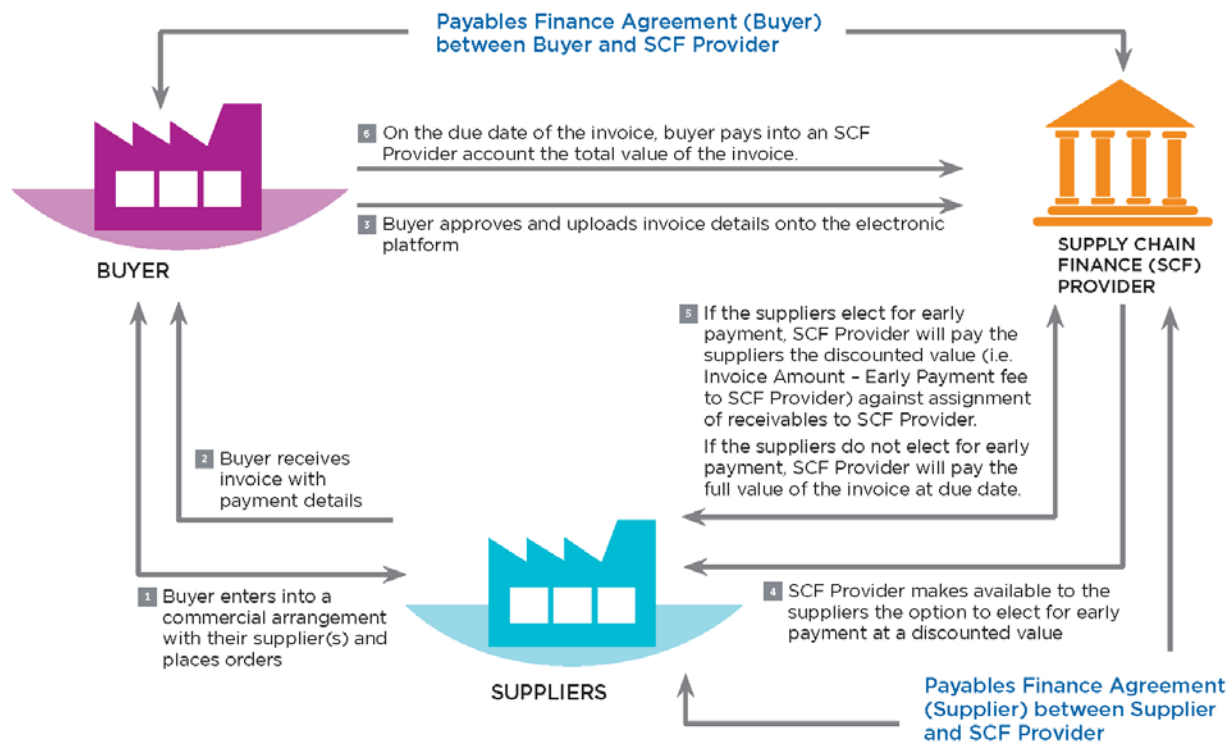 Payables Finance Agreement (Buyer)
between Buyer and SCF Provider
6 On the due date of the invoice, buyer pays into an SCF
Provider account the total value of the invoice.
3 Buyer approves and uploads invoice details onto the electronic
platform
BUYER
SUPPLY CHAIN
FINANCE (SCF)
PROVIDER
5 If the suppliers elect for early
payment, SCF Provider will pay the
suppliers the discounted value (i.e.
Invoice Amount – Early Payment fee
to SCF Provider) against assignment
of receivables to SCF Provider.
If the suppliers do not elect for early
payment, SCF Provider will pay the
full value of the invoice at due date.
2 Buyer receives
invoice with
payment details
1 Buyer enters into a
commercial arrangement
with their supplier(s) and
places orders
4 SCF Provider makes available to the
suppliers the option to elect for early
payment at a discounted value
SUPPLIERS
Payables Finance Agreement
(Supplier) between Supplier
and SCF Provider